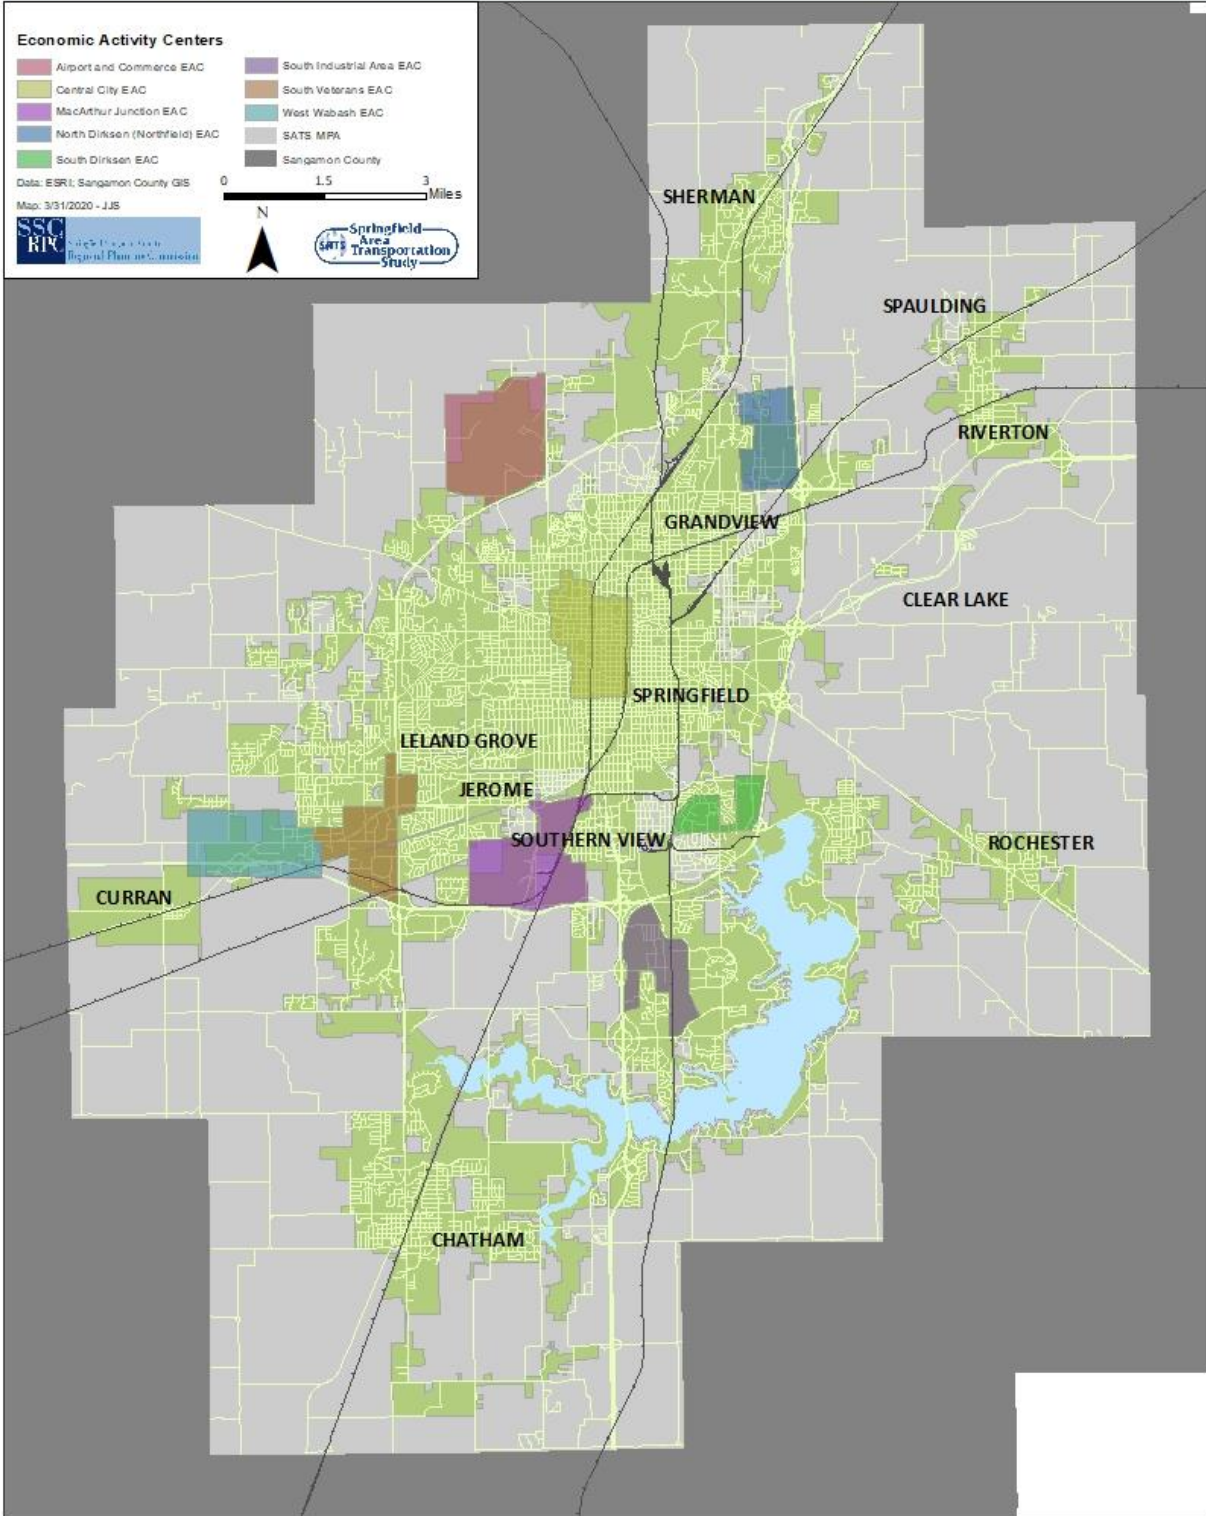 Economic Activity Centers
Airport and Commerce EAC
Central City EAC
MacArthur Junction EAC
North Dirksen (Northfield) EAC
South Dirksen EAC
South Industrial Area EAC
South Veterans EAC
West Wabash EAC
SATS MPA
Sangamon County
Data: ESRI; Sangamon County GIS
Map: 3/31/2020 - JJS
0 1.5 3
Miles
N
SSC
RPC
Regional Planning Commission
SATS
Springfield
Area
Transportation
Study
SHERMAN
SPAULDING
RIVERTON
GRANDVIEW
CLEAR LAKE
SPRINGFIELD
LELAND GROVE
JEROME
SOUTHERN VIEW
ROCHESTER
CURRAN
CHATHAM